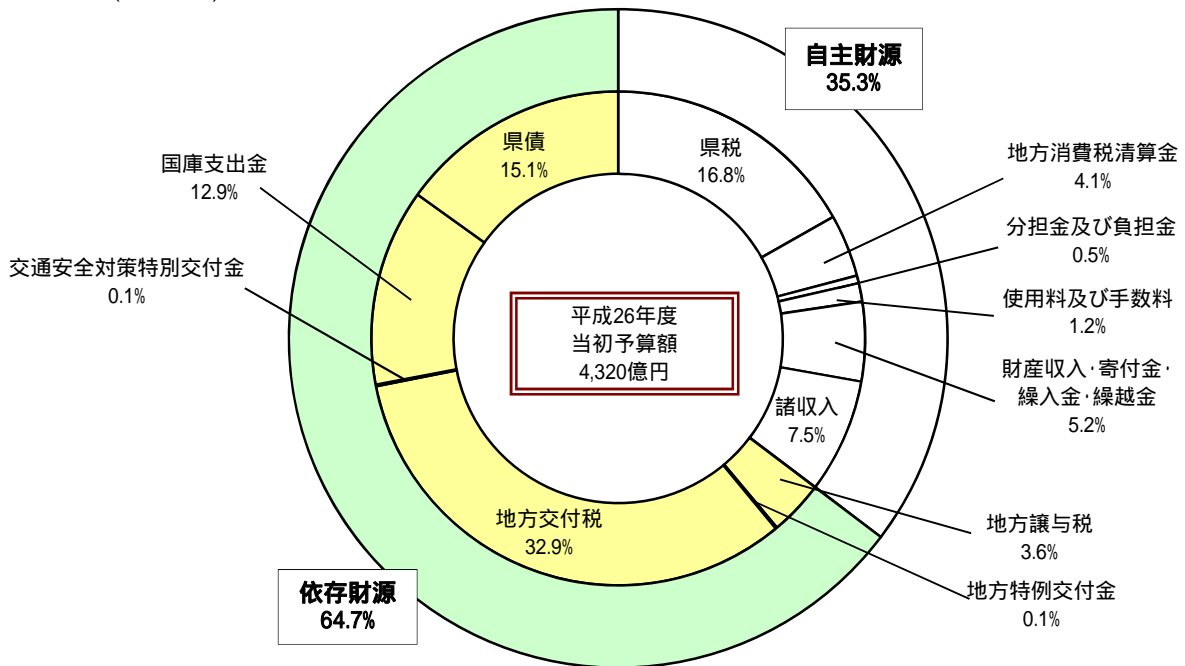 自主財源
35.3%
県税
16.8%
地方消費税清算金
4.1%
分担金及び負担金
0.5%
使用料及び手数料
1.2%
財産収入・寄付金・
繰入金・繰越金
5.2%
諸収入
7.5%
地方譲与税
3.6%
地方特例交付金
0.1%
地方交付税
32.9%
依存財源
64.7%
交通安全対策特別交付金
0.1%
国庫支出金
12.9%
県債
15.1%
平成26年度
当初予算額
4,320億円